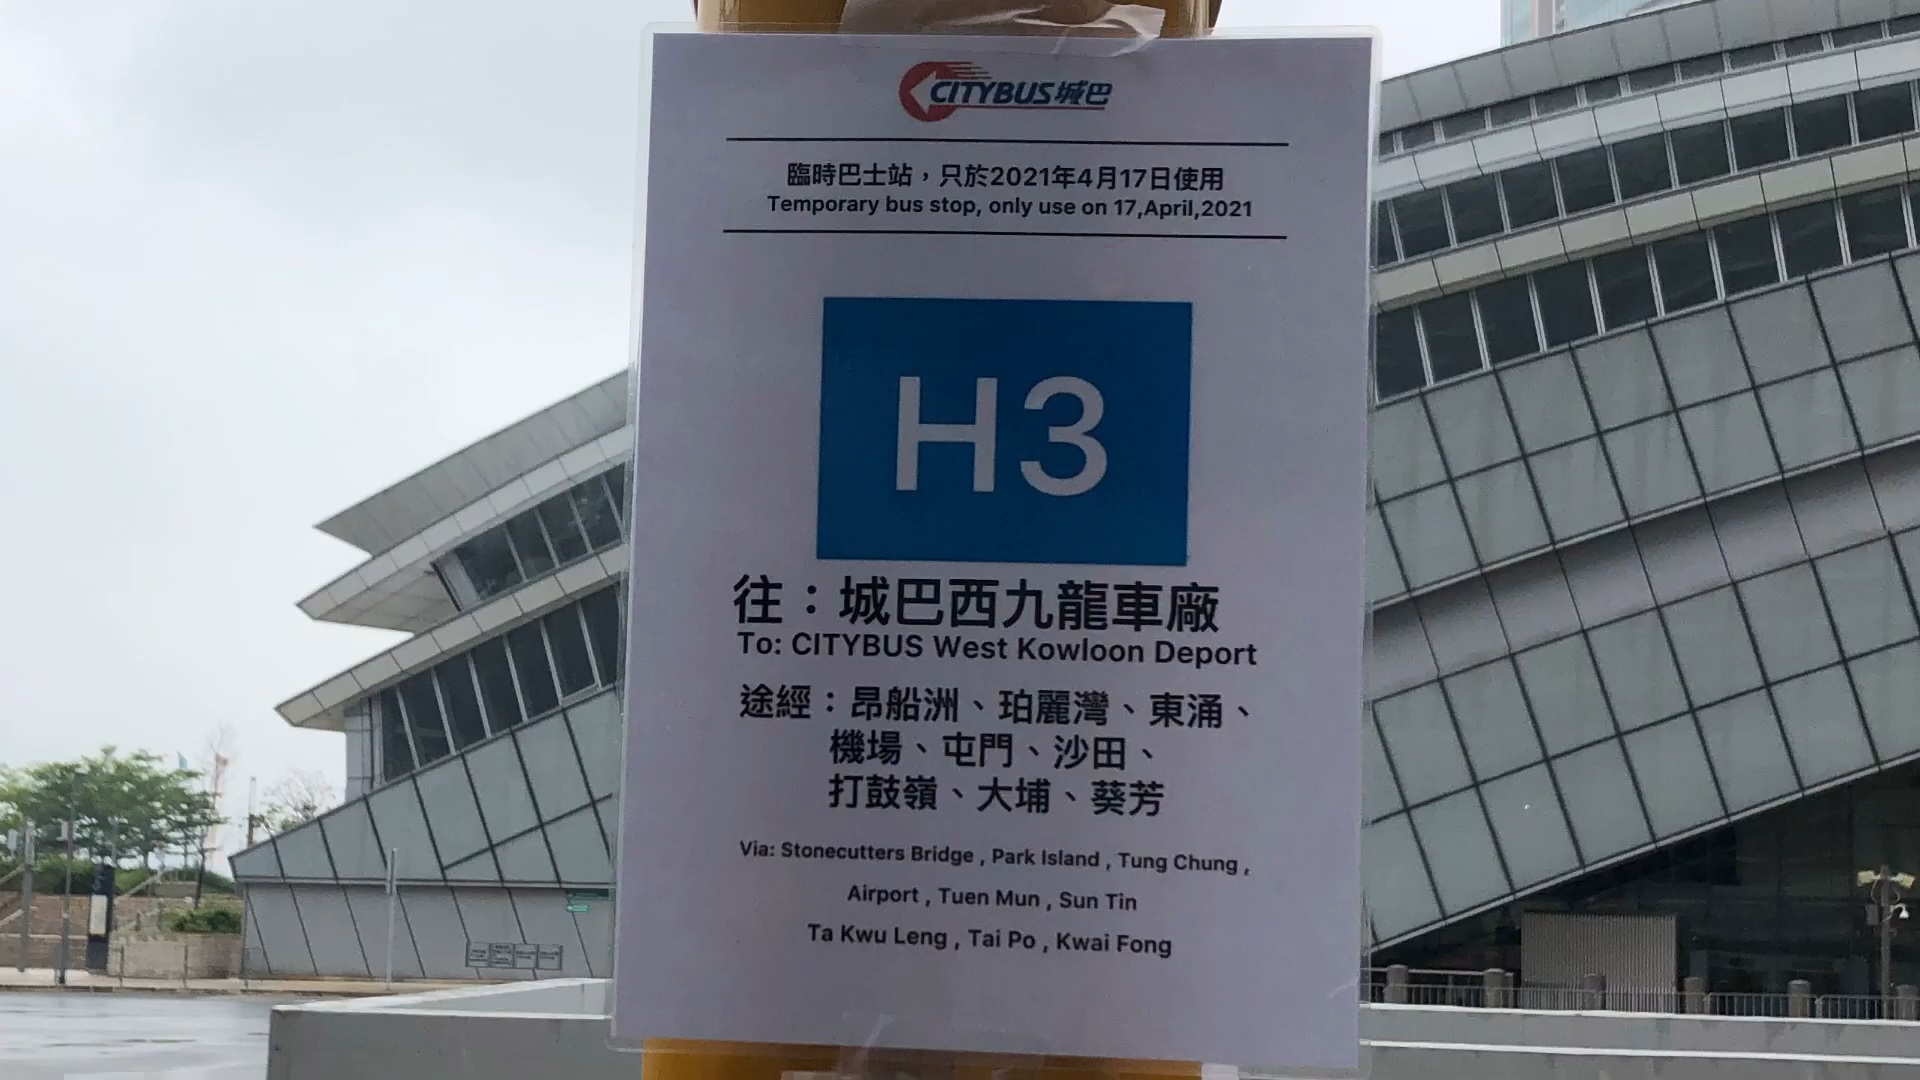 CITYBUS城巴
臨時巴士站，只於2021年4月17日使用
Temporary bus stop, only use on 17,April,2021
H3
往：城巴西九龍車廠
To: CITYBUS West Kowloon Deport
途經：昂船洲、珀麗灣、東涌、
機場、屯門、沙田、
打鼓嶺、大埔、葵芳
Via: Stonecutters Bridge , Park Island , Tung Chung ,
Airport , Tuen Mun , Sun Tin
Ta Kwu Leng , Tai Po , Kwai Fong